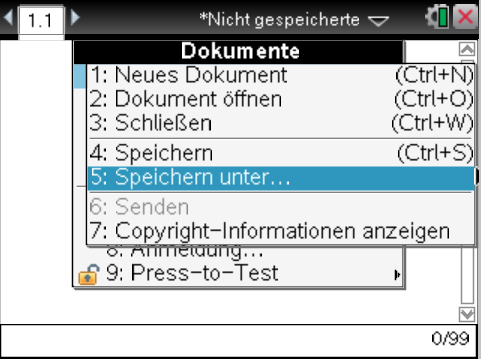 1.1
*Nicht gespeicherte
Dokumente
1: Neues Dokument (Ctrl+N)
2: Dokument öffnen (Ctrl+O)
3: Schließen (Ctrl+W)
4: Speichern (Ctrl+S)
5: Speichern unter...
6: Senden
7: Copyright-Informationen anzeigen
8: Anmeldung...
9: Press-to-Test
0/99